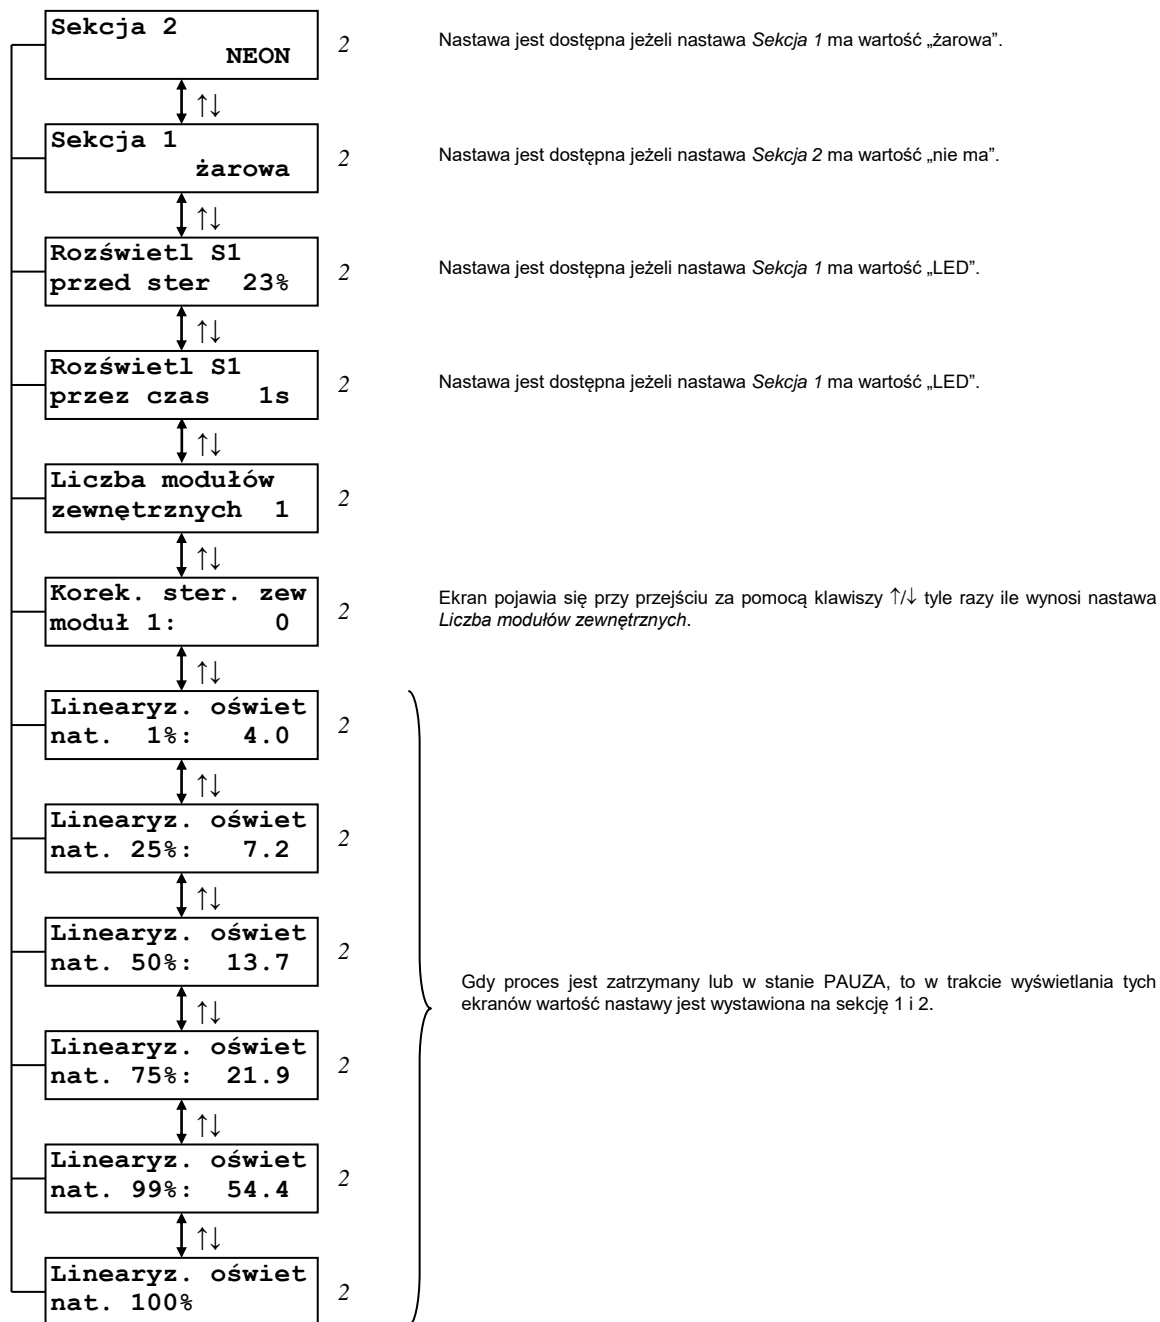 Sekcja 2
NEON
2
Nastawa jest dostępna jeżeli nastawa Sekcja 1 ma wartość „żarowa”.
↑↓
Sekcja 1
żarowa
2
Nastawa jest dostępna jeżeli nastawa Sekcja 2 ma wartość „nie ma”.
↑↓
Rozświetl S1
przed ster 23%
2
Nastawa jest dostępna jeżeli nastawa Sekcja 1 ma wartość „LED”.
↑↓
Rozświetl S1
przez czas 1s
2
Nastawa jest dostępna jeżeli nastawa Sekcja 1 ma wartość „LED”.
↑↓
Liczba modułów
zewnętrznych 1
2
↑↓
Korek. ster. zew
moduł 1: 0
2
Ekran pojawia się przy przejściu za pomocą klawiszy ↑/↓ tyle razy ile wynosi nastawa
Liczba modułów zewnętrznych.
↑↓
Linearyz. oświet
nat. 1%: 4.0
2
↑↓
Linearyz. oświet
nat. 25%: 7.2
2
↑↓
Linearyz. oświet
nat. 50%: 13.7
2
Gdy proces jest zatrzymany lub w stanie PAUZA, to w trakcie wyświetlania tych
ekranów wartość nastawy jest wystawiona na sekcję 1 i 2.
↑↓
Linearyz. oświet
nat. 75%: 21.9
2
↑↓
Linearyz. oświet
nat. 99%: 54.4
2
↑↓
Linearyz. oświet
nat. 100%
2